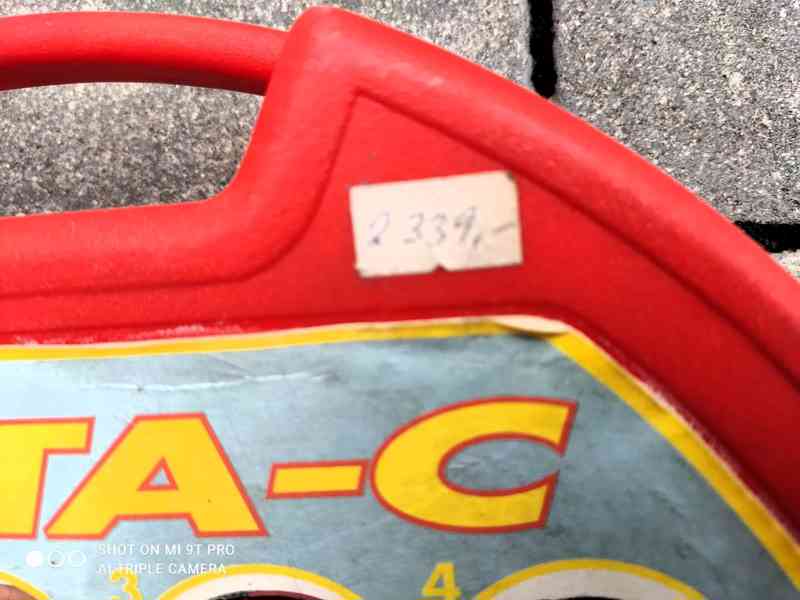 2 339,-
TA-C
3 4
SHOT ON MI 9T PRO
AI TRIPLE CAMERA